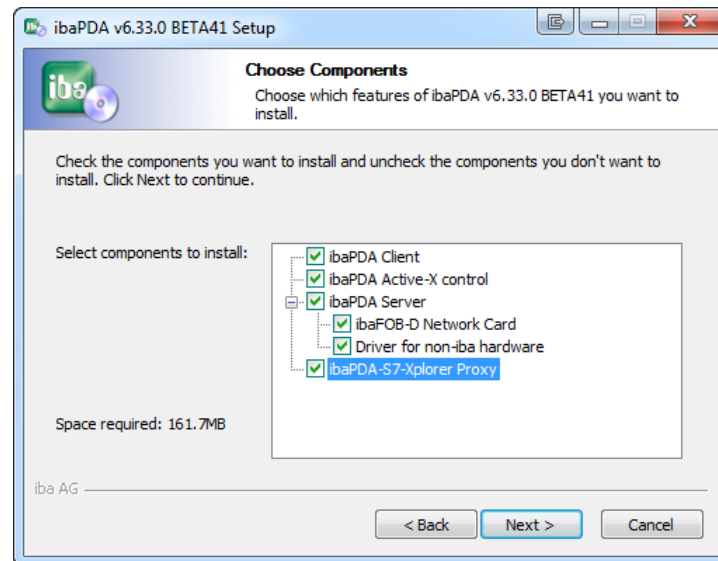 ibaPDA v6.33.0 BETA41 Setup
iba
Choose Components
Choose which features of ibaPDA v6.33.0 BETA41 you want to
install.
Check the components you want to install and uncheck the components you don't want to
install. Click Next to continue.
Select components to install:
ibaPDA Client
ibaPDA Active-X control
ibaPDA Server
ibaFOB-D Network Card
Driver for non-iba hardware
ibaPDA-S7-Xplorer Proxy
Space required: 161.7MB
iba AG
< Back
Next >
Cancel